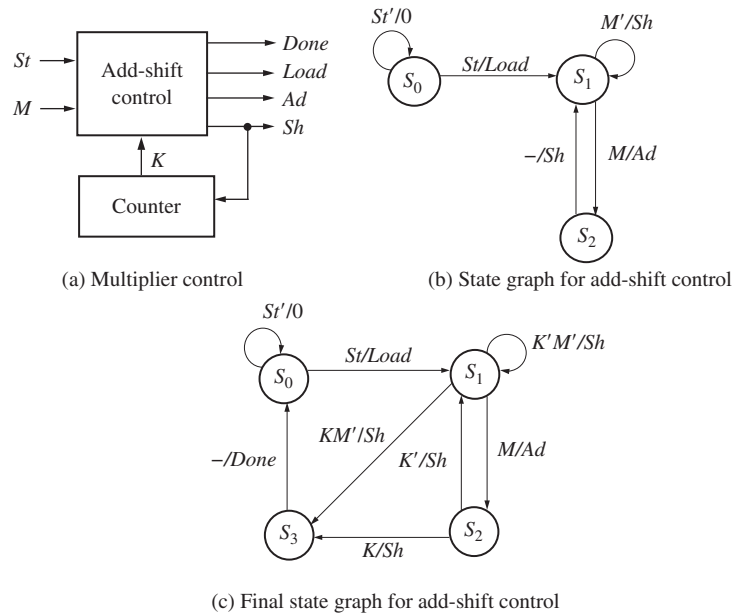 St
M
Add-shift
control
Done
Load
Ad
Sh
K
Counter
(a) Multiplier control
St′/0
S₀
St/Load
S₁
M′/Sh
–/Sh
M/Ad
S₂
(b) State graph for add-shift control
St′/0
S₀
St/Load
S₁
K′M′/Sh
KM′/Sh
K′/Sh
M/Ad
–/Done
S₃
K/Sh
S₂
(c) Final state graph for add-shift control